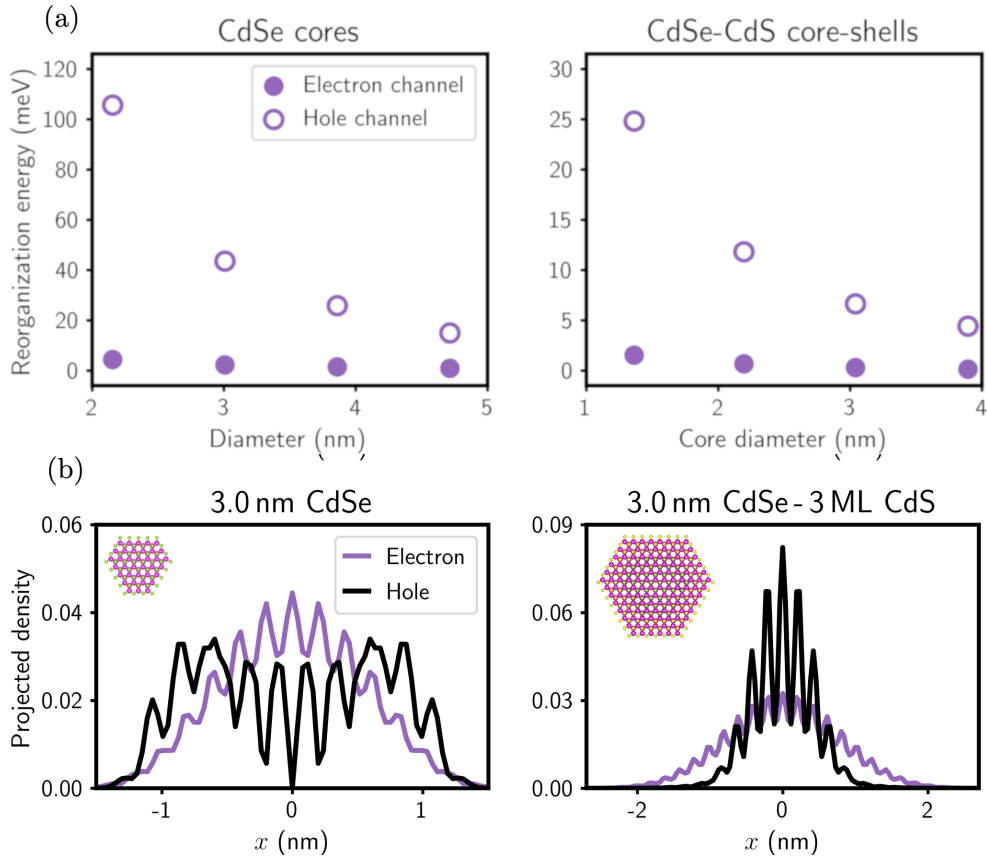 (a)
CdSe cores
CdSe-CdS core-shells
Reorganization energy (meV)
120
100
80
60
40
20
0
Electron channel
Hole channel
2
3
4
5
Diameter (nm)
30
25
20
15
10
5
0
1
2
3
4
Core diameter (nm)
(b)
3.0 nm CdSe
3.0 nm CdSe - 3 ML CdS
Projected density
0.06
0.04
0.02
0.00
Electron
Hole
-1
0
1
x (nm)
0.09
0.06
0.03
0.00
-2
0
2
x (nm)